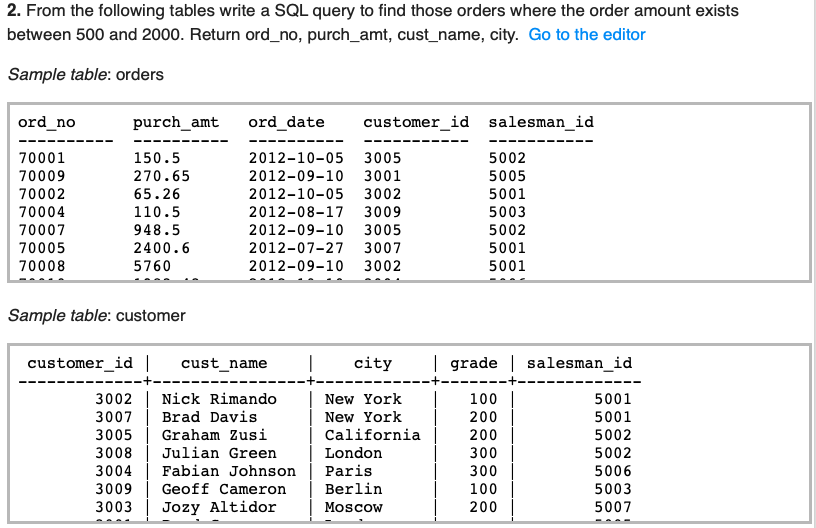 2. From the following tables write a SQL query to find those orders where the order amount exists
between 500 and 2000. Return ord_no, purch_amt, cust_name, city. Go to the editor
Sample table: orders
ord_no purch_amt ord_date customer_id salesman_id
---------- ---------- ---------- ----------- -----------
70001 150.5 2012-10-05 3005 5002
70009 270.65 2012-09-10 3001 5005
70002 65.26 2012-10-05 3002 5001
70004 110.5 2012-08-17 3009 5003
70007 948.5 2012-09-10 3005 5002
70005 2400.6 2012-07-27 3007 5001
70008 5760 2012-09-10 3002 5001
Sample table: customer
customer_id | cust_name | city | grade | salesman_id
-------------+----------------+------------+-------+-------------
3002 | Nick Rimando | New York | 100 | 5001
3007 | Brad Davis | New York | 200 | 5001
3005 | Graham Zusi | California | 200 | 5002
3008 | Julian Green | London | 300 | 5002
3004 | Fabian Johnson | Paris | 300 | 5006
3009 | Geoff Cameron | Berlin | 100 | 5003
3003 | Jozy Altidor | Moscow | 200 | 5007